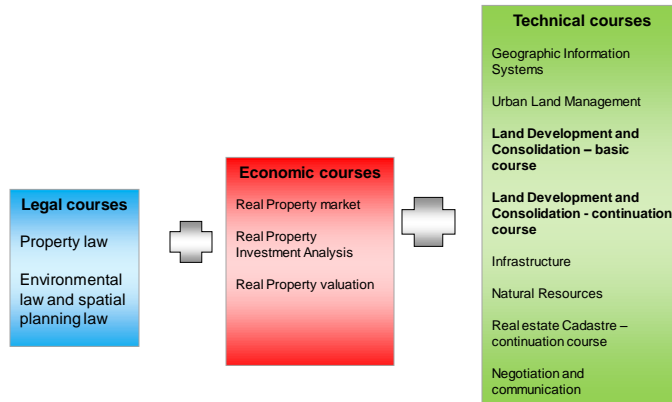 Legal courses
Property law
Environmental
law and spatial
planning law
Economic courses
Real Property market
Real Property
Investment Analysis
Real Property valuation
Technical courses
Geographic Information
Systems
Urban Land Management
Land Development and
Consolidation – basic
course
Land Development and
Consolidation - continuation
course
Infrastructure
Natural Resources
Real estate Cadastre –
continuation course
Negotiation and
communication